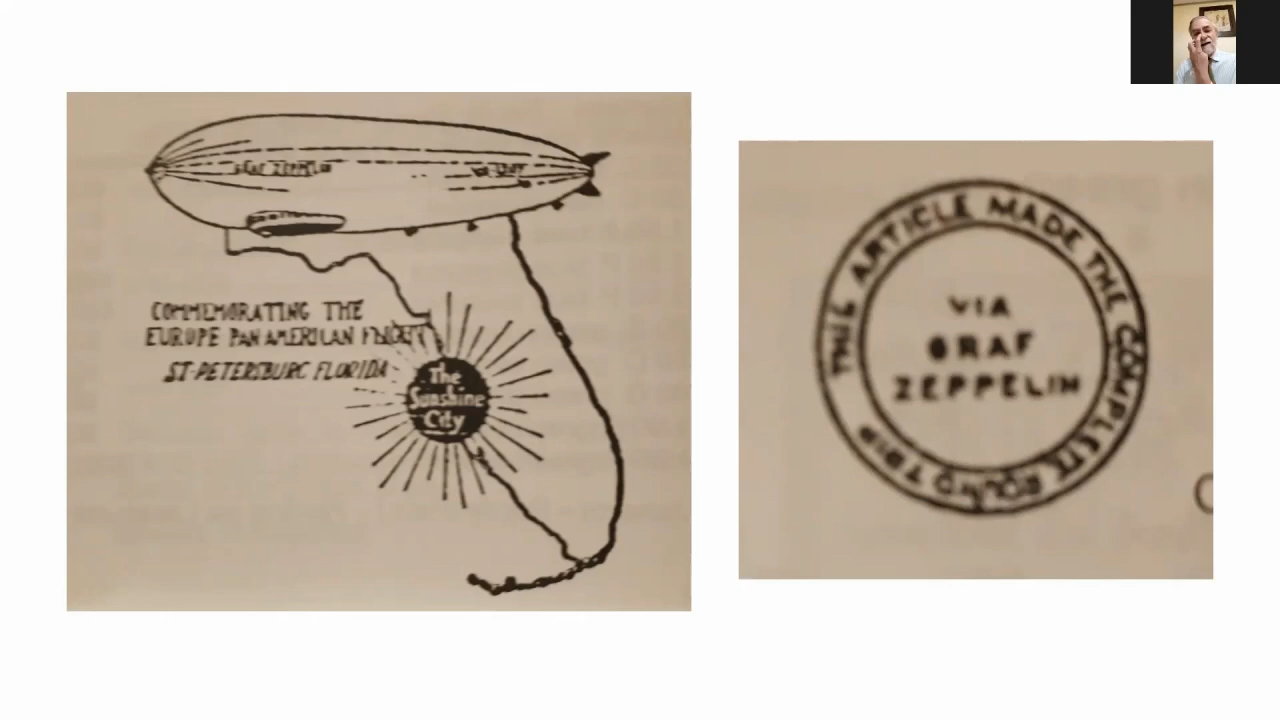 GRAF ZEPPELIN
COMMEMORATING THE
EUROPE PAN AMERICAN FLIGHT
ST·PETERSBURG FLORIDA
The
Sunshine
City
THIS ARTICLE MADE THE COMPLETE ROUND TRIP
VIA
GRAF
ZEPPELIN